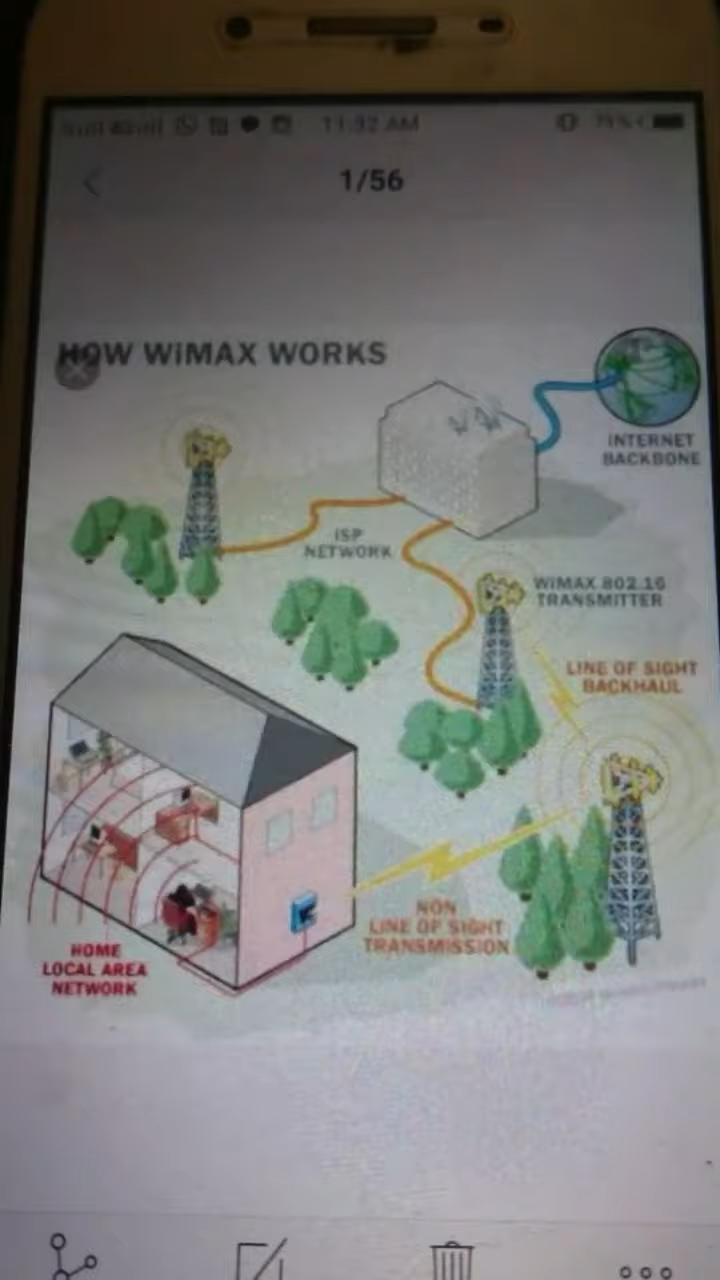 11:32 AM
1/56
HOW WiMAX WORKS
INTERNET
BACKBONE
ISP
NETWORK
WiMAX 802.16
TRANSMITTER
LINE OF SIGHT
BACKHAUL
NON
LINE OF SIGHT
TRANSMISSION
HOME
LOCAL AREA
NETWORK